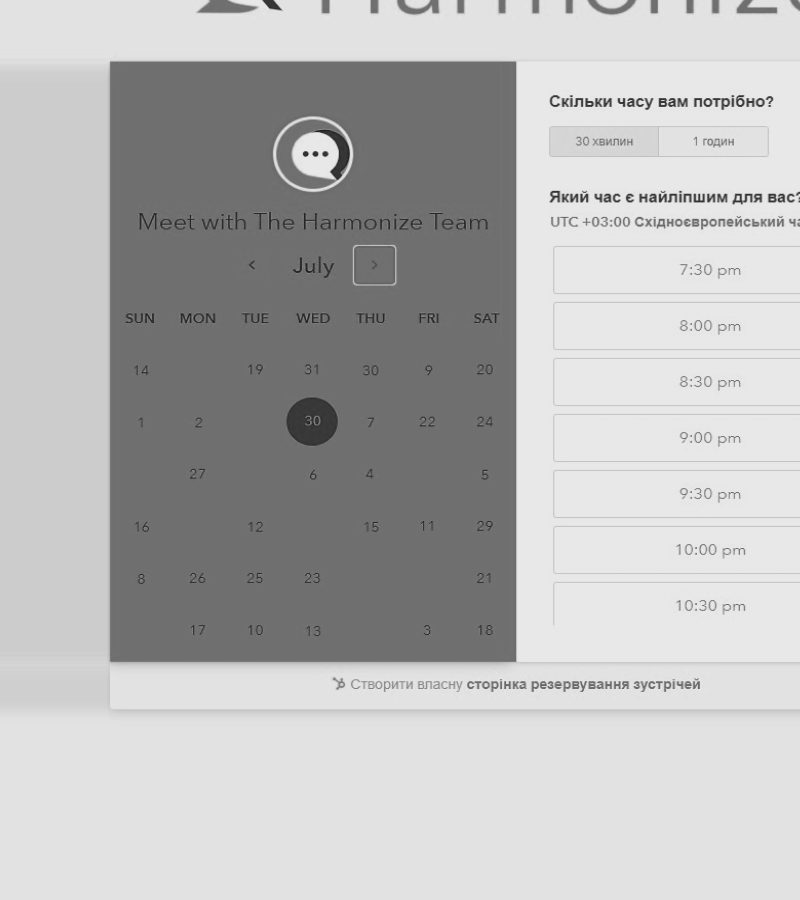 Harmonize
Meet with The Harmonize Team
July
SUN MON TUE WED THU FRI SAT
14 19 31 30 9 20
1 2 30 7 22 24
27 6 4 5
16 12 15 11 29
8 26 25 23 21
17 10 13 3 18
Скільки часу вам потрібно?
30 хвилин 1 годин
Який час є найліпшим для вас?
UTC +03:00 Східноєвропейський
7:30 pm
8:00 pm
8:30 pm
9:00 pm
9:30 pm
10:00 pm
10:30 pm
Створити власну сторінка резервування зустрічей